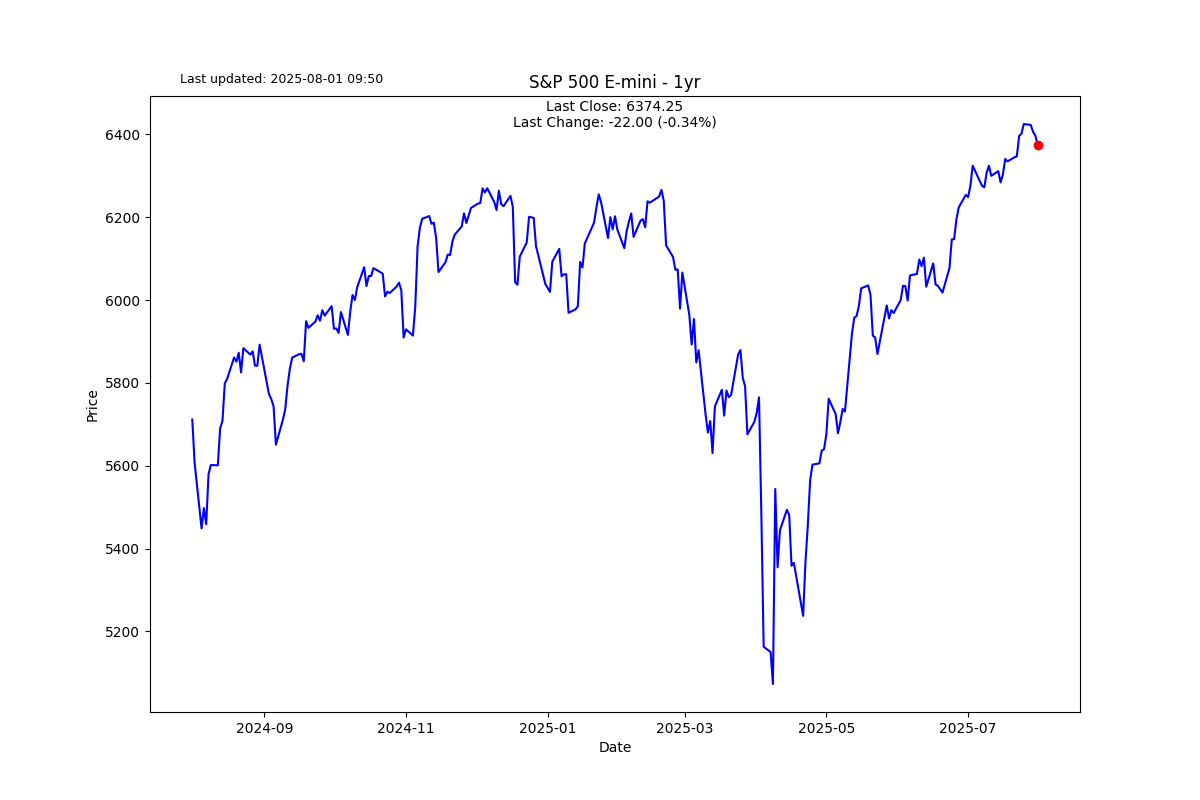 Last updated: 2025-08-01 09:50
S&P 500 E-mini - 1yr
Last Close: 6374.25
Last Change: -22.00 (-0.34%)
6400
6200
6000
5800
5600
5400
5200
Price
2024-09
2024-11
2025-01
2025-03
2025-05
2025-07
Date